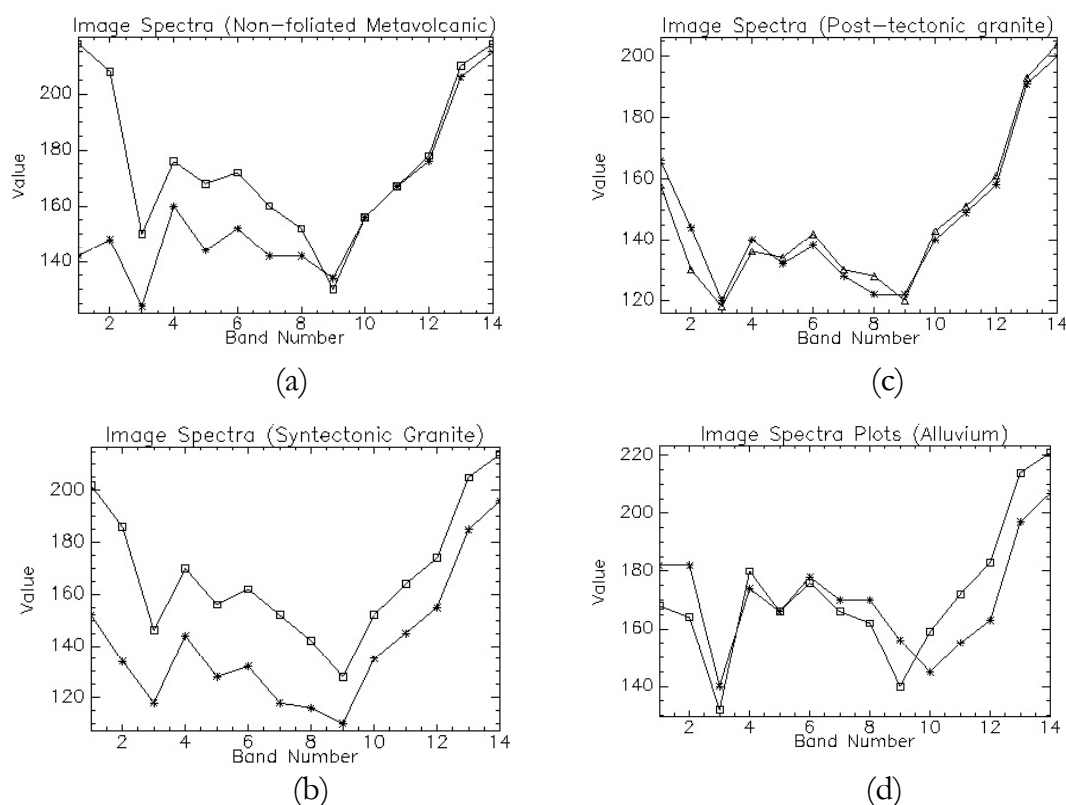 Image Spectra (Non-foliated Metavolcanic)
200
180
160
140
Value
2 4 6 8 10 12 14
Band Number
(a)
Image Spectra (Post-tectonic granite)
200
180
160
140
120
Value
2 4 6 8 10 12 14
Band Number
(c)
Image Spectra (Syntectonic Granite)
200
180
160
140
120
Value
2 4 6 8 10 12 14
Band Number
(b)
Image Spectra Plots (Alluvium)
220
200
180
160
140
Value
2 4 6 8 10 12 14
Band Number
(d)